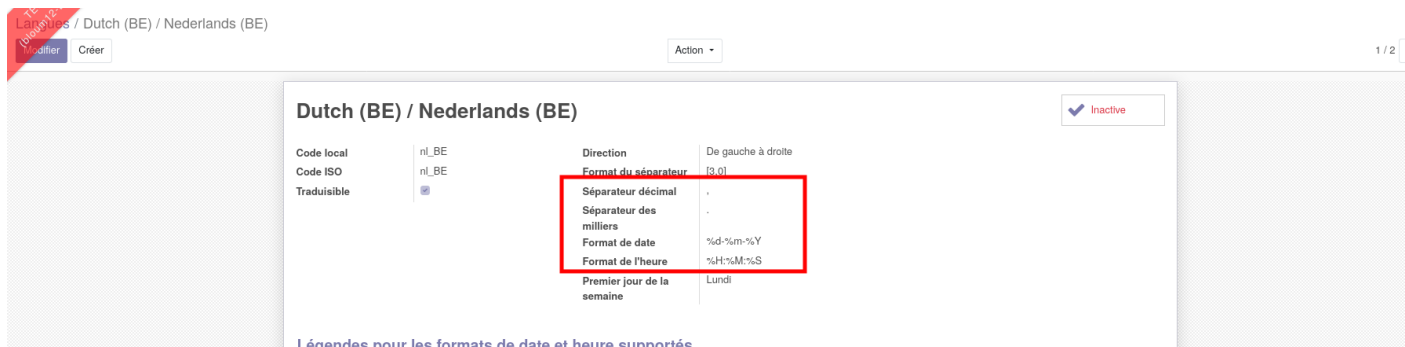 Langues / Dutch (BE) / Nederlands (BE)
Modifier Créer Action 1 / 2
Dutch (BE) / Nederlands (BE)
Inactive
Code local nl_BE Direction De gauche à droite
Code ISO nl_BE Format du séparateur [3,0]
Traduisible Séparateur décimal ,
Séparateur des .
milliers
Format de date %d-%m-%Y
Format de l'heure %H:%M:%S
Premier jour de la Lundi
semaine
Légendes pour les formats de date et heure supportés